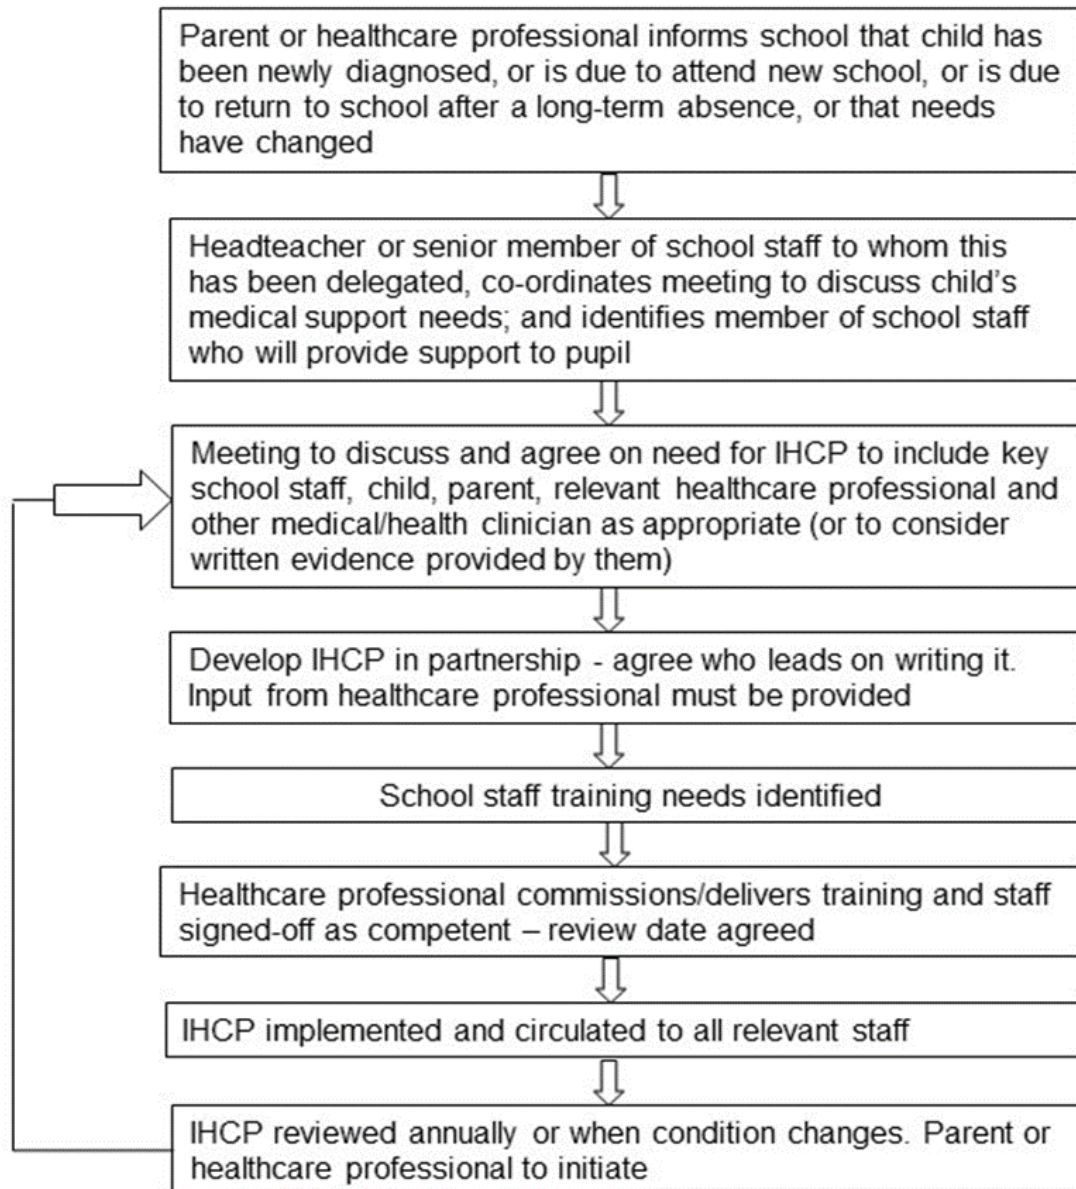 Parent or healthcare professional informs school that child has
been newly diagnosed, or is due to attend new school, or is due
to return to school after a long-term absence, or that needs
have changed
Headteacher or senior member of school staff to whom this
has been delegated, co-ordinates meeting to discuss child's
medical support needs; and identifies member of school staff
who will provide support to pupil
Meeting to discuss and agree on need for IHCP to include key
school staff, child, parent, relevant healthcare professional and
other medical/health clinician as appropriate (or to consider
written evidence provided by them)
Develop IHCP in partnership - agree who leads on writing it.
Input from healthcare professional must be provided
School staff training needs identified
Healthcare professional commissions/delivers training and staff
signed-off as competent – review date agreed
IHCP implemented and circulated to all relevant staff
IHCP reviewed annually or when condition changes. Parent or
healthcare professional to initiate